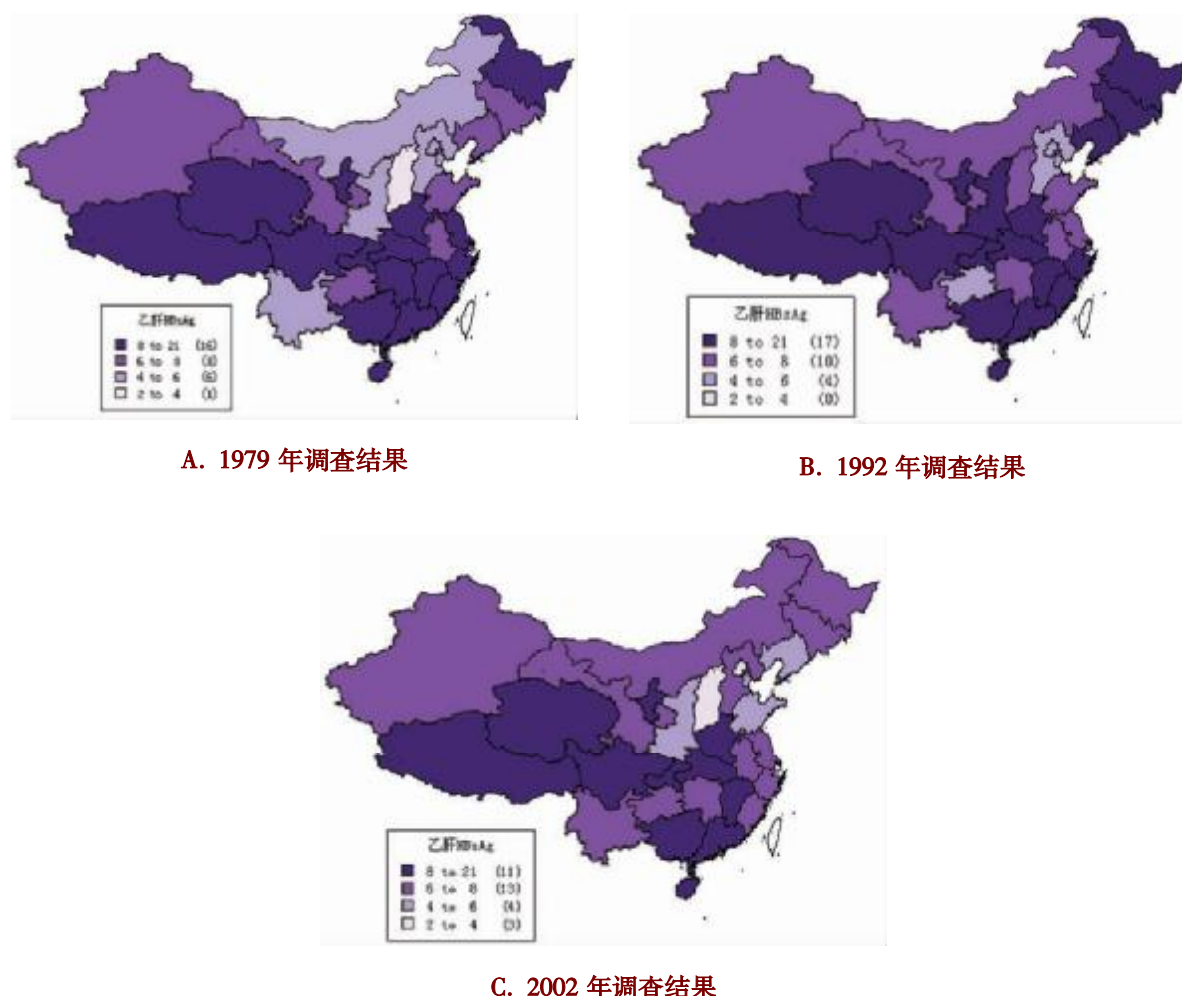 乙肝HBsAg
8 to 21 (16)
6 to 8 (8)
4 to 6 (6)
2 to 4 (1)
A. 1979 年调查结果
乙肝HBsAg
8 to 21 (17)
6 to 8 (10)
4 to 6 (4)
2 to 4 (0)
B. 1992 年调查结果
乙肝HBsAg
8 to 21 (11)
6 to 8 (13)
4 to 6 (4)
2 to 4 (3)
C. 2002 年调查结果